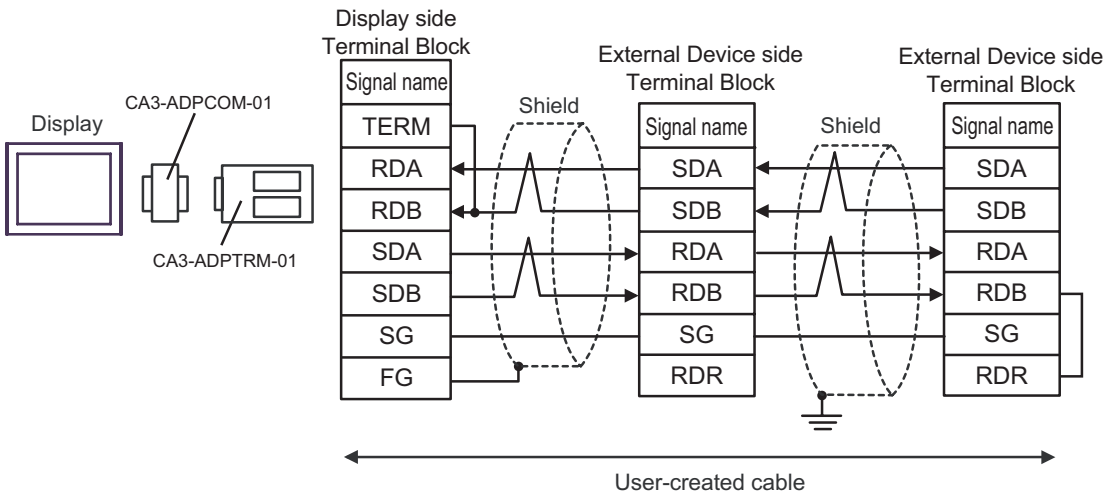 Display
CA3-ADPCOM-01
CA3-ADPTRM-01
Display side
Terminal Block
Signal name
TERM
RDA
RDB
SDA
SDB
SG
FG
Shield
External Device side
Terminal Block
Signal name
SDA
SDB
RDA
RDB
SG
RDR
Shield
External Device side
Terminal Block
Signal name
SDA
SDB
RDA
RDB
SG
RDR
User-created cable